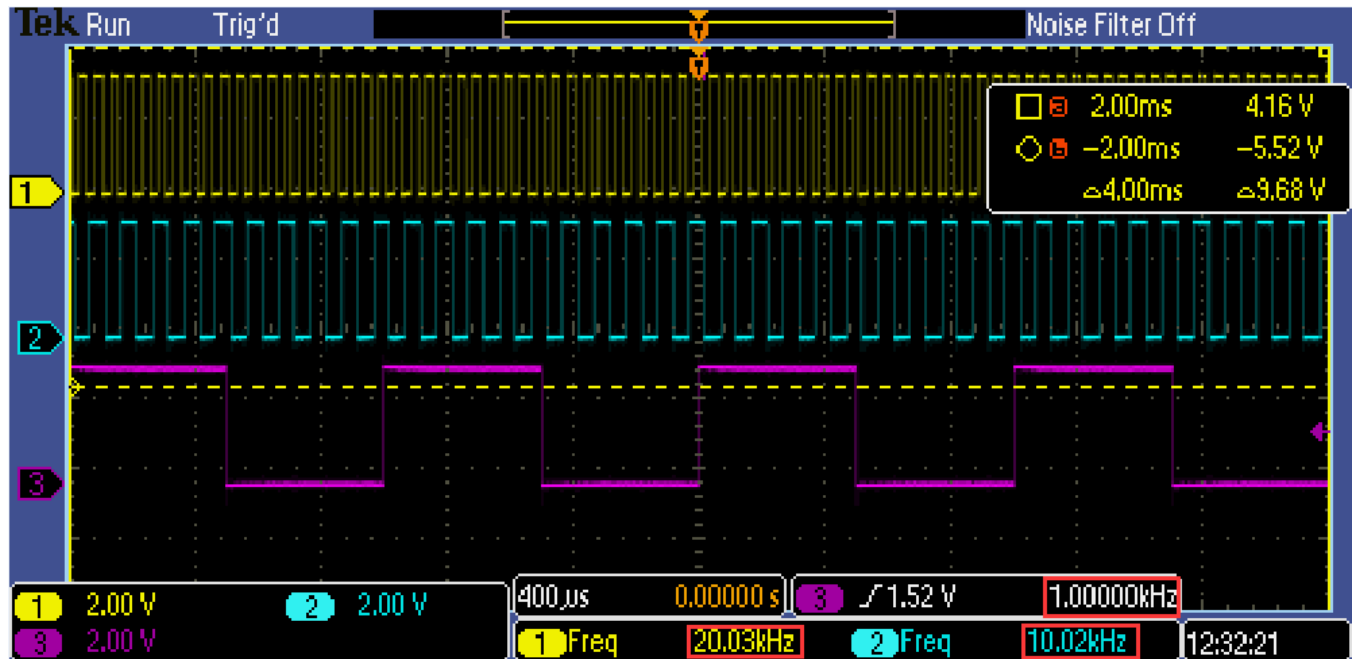 Tek Run Trig'd T Noise Filter Off
T
a 2.00ms 4.16 V
b −2.00ms −5.52 V
△4.00ms △9.68 V
1
2
3
1 2.00 V 2 2.00 V 400µs 0.00000 s 3 1.52 V 1.00000kHz
3 2.00 V 1 Freq 20.03kHz 2 Freq 10.02kHz 12:32:21